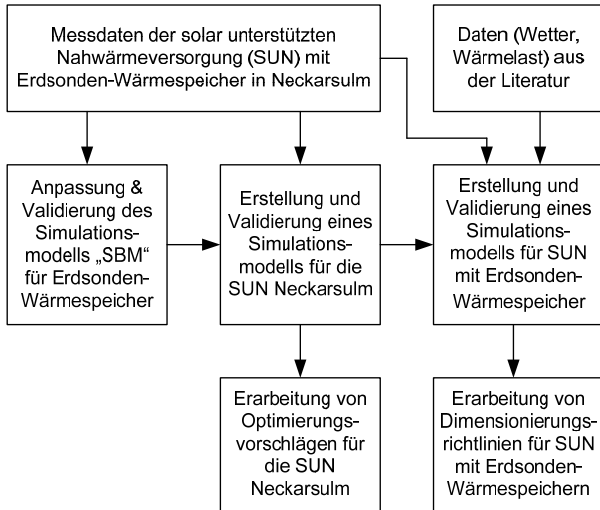 Messdaten der solar unterstützten
Nahwärmeversorgung (SUN) mit
Erdsonden-Wärmespeicher in Neckarsulm
Daten (Wetter,
Wärmelast) aus
der Literatur
Anpassung &
Validierung des
Simulations-
modells „SBM“
für Erdsonden-
Wärmespeicher
Erstellung und
Validierung eines
Simulations-
modells für die
SUN Neckarsulm
Erstellung und
Validierung eines
Simulations-
modells für SUN
mit Erdsonden-
Wärmespeicher
Erarbeitung von
Optimierungs-
vorschlägen für
die SUN
Neckarsulm
Erarbeitung von
Dimensionierungs-
richtlinien für SUN
mit Erdsonden-
Wärmespeichern